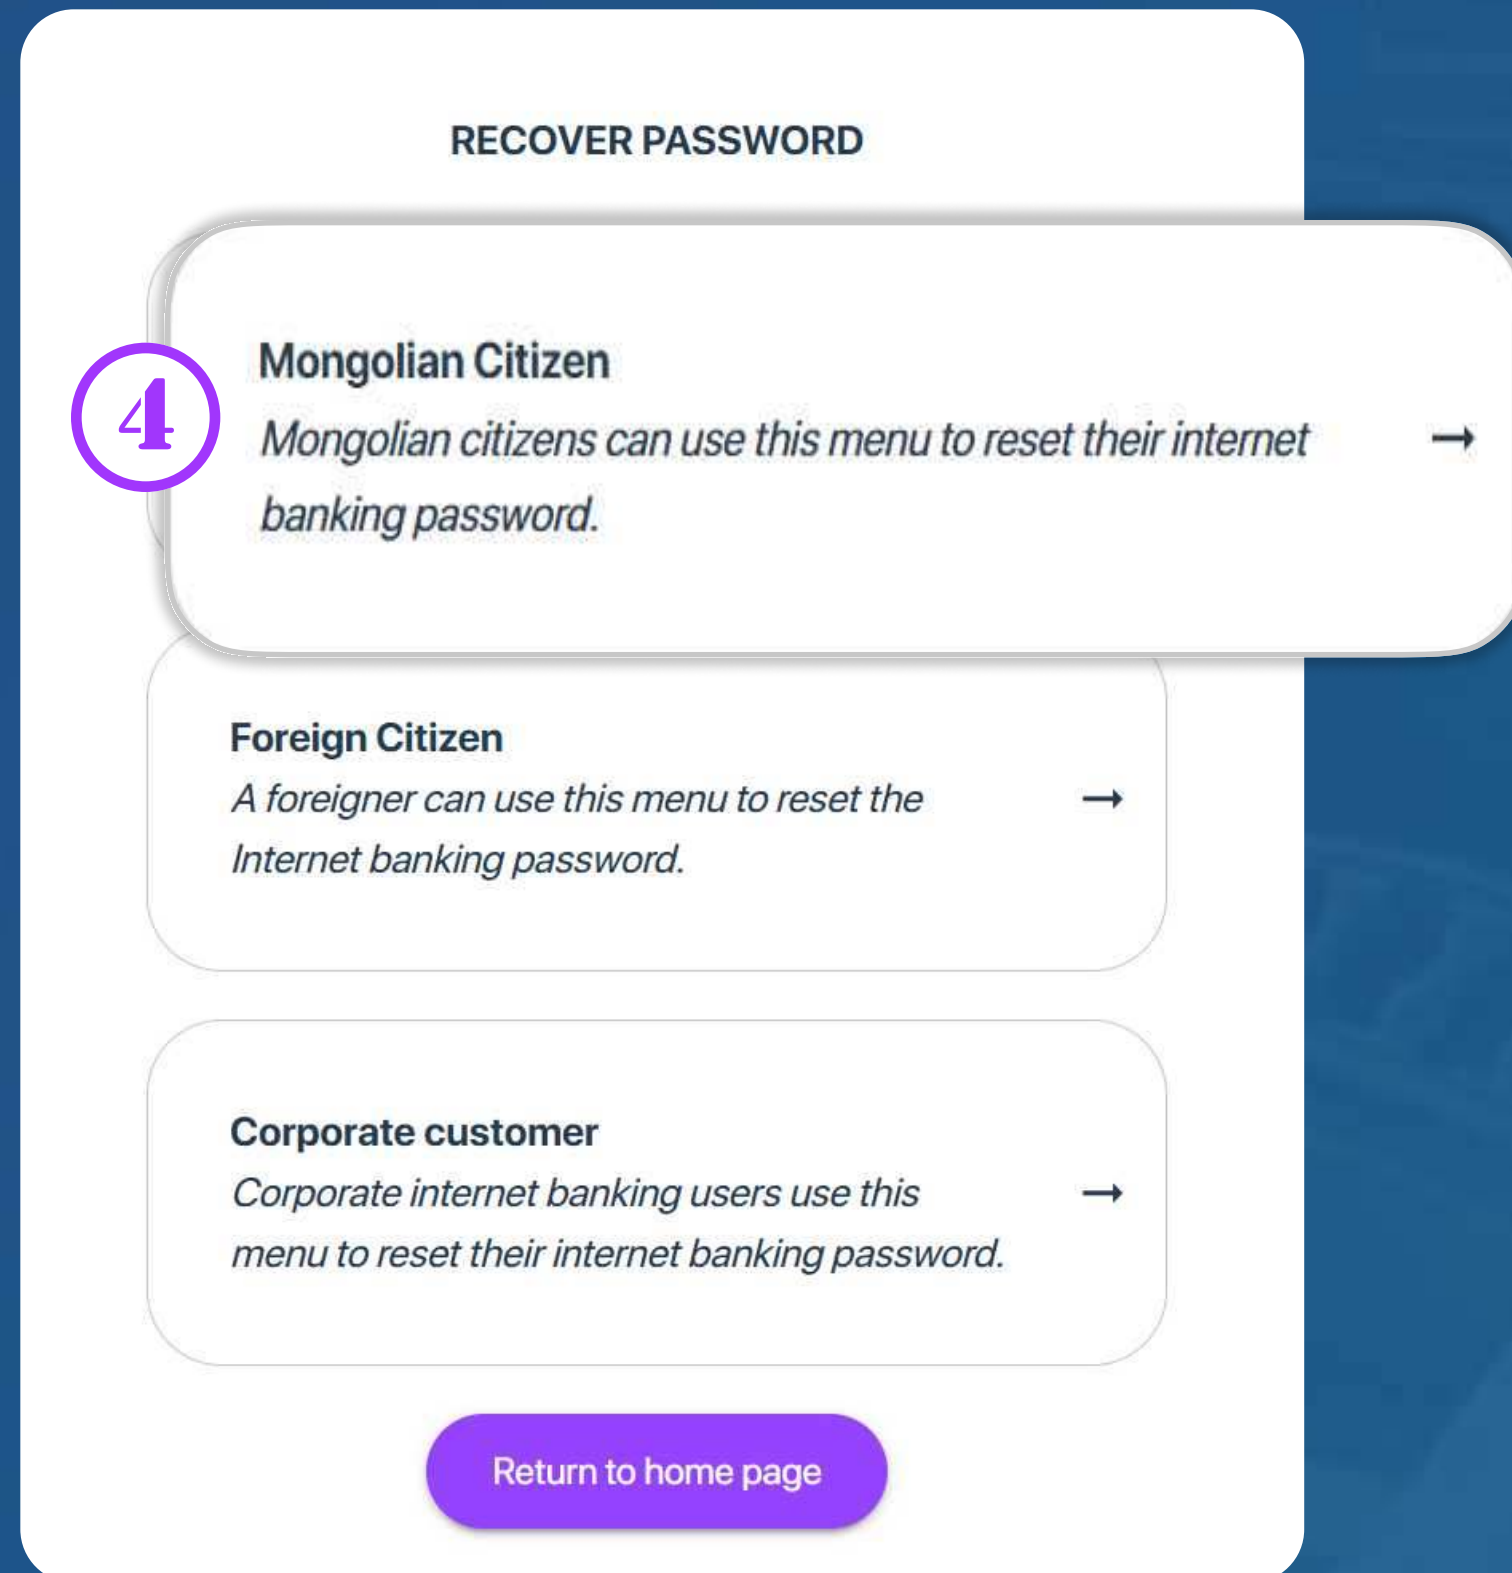 RECOVER PASSWORD
4
Mongolian Citizen
Mongolian citizens can use this menu to reset their internet
banking password.
Foreign Citizen
A foreigner can use this menu to reset the
Internet banking password.
Corporate customer
Corporate internet banking users use this
menu to reset their internet banking password.
Return to home page